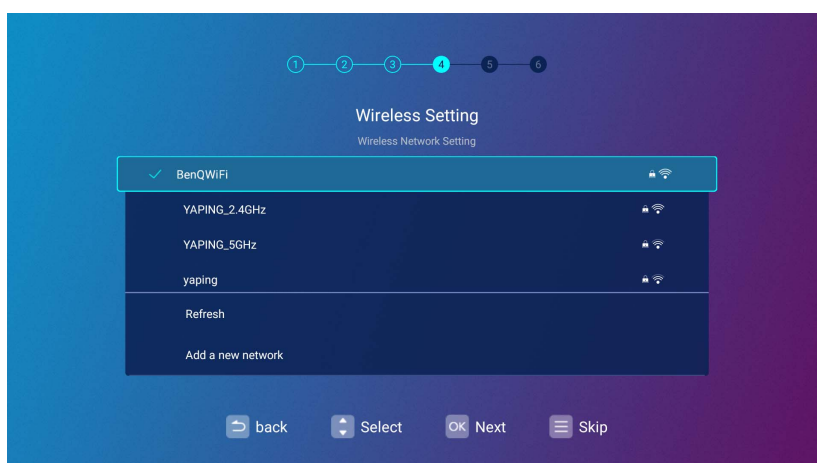 1 2 3 4 5 6
Wireless Setting
Wireless Network Setting
BenQWiFi
YAPING_2.4GHz
YAPING_5GHz
yaping
Refresh
Add a new network
back Select OK Next Skip